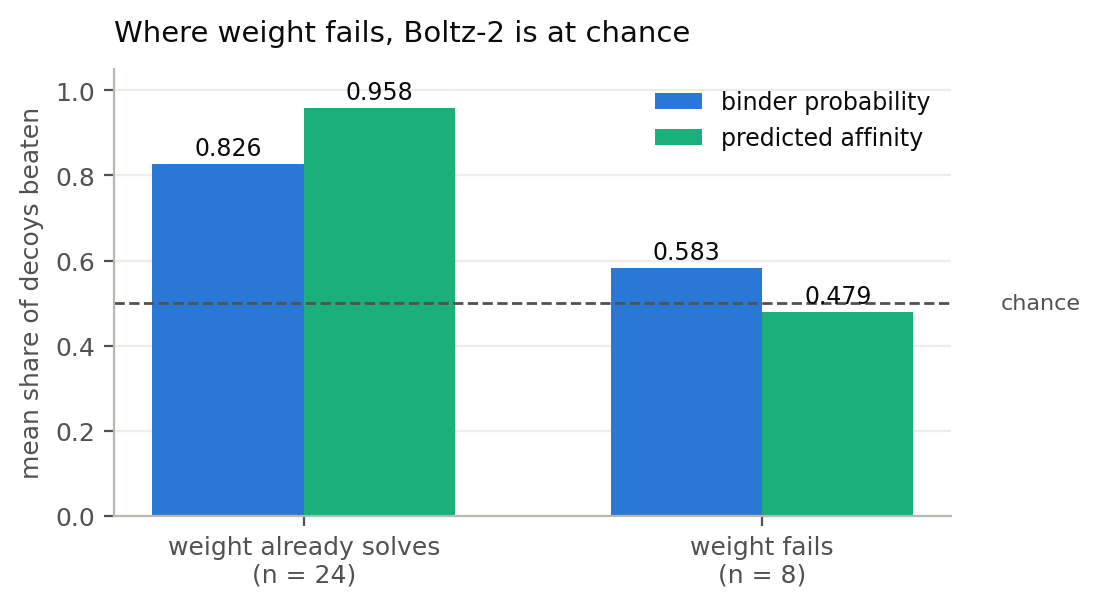 Where weight fails, Boltz-2 is at chance
mean share of decoys beaten
1.0
0.8
0.6
0.4
0.2
0.0
0.826
0.958
0.583
0.479
binder probability
predicted affinity
chance
weight already solves
(n = 24)
weight fails
(n = 8)